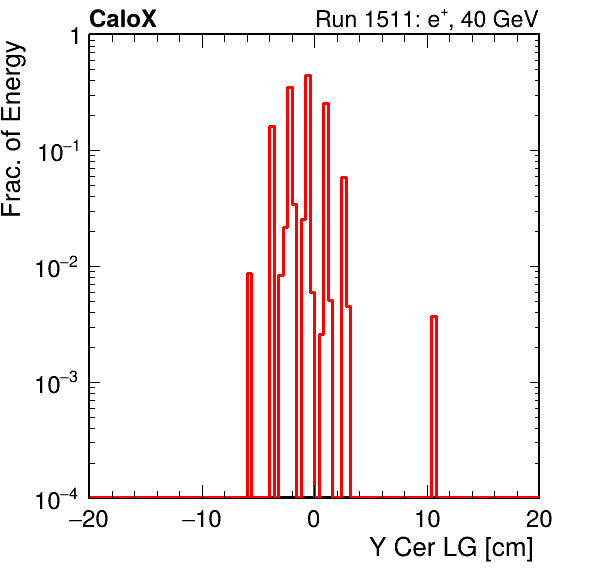 CaloX Run 1511: e⁺, 40 GeV
Frac. of Energy
1
10⁻¹
10⁻²
10⁻³
10⁻⁴
−20 −10 0 10 20
Y Cer LG [cm]